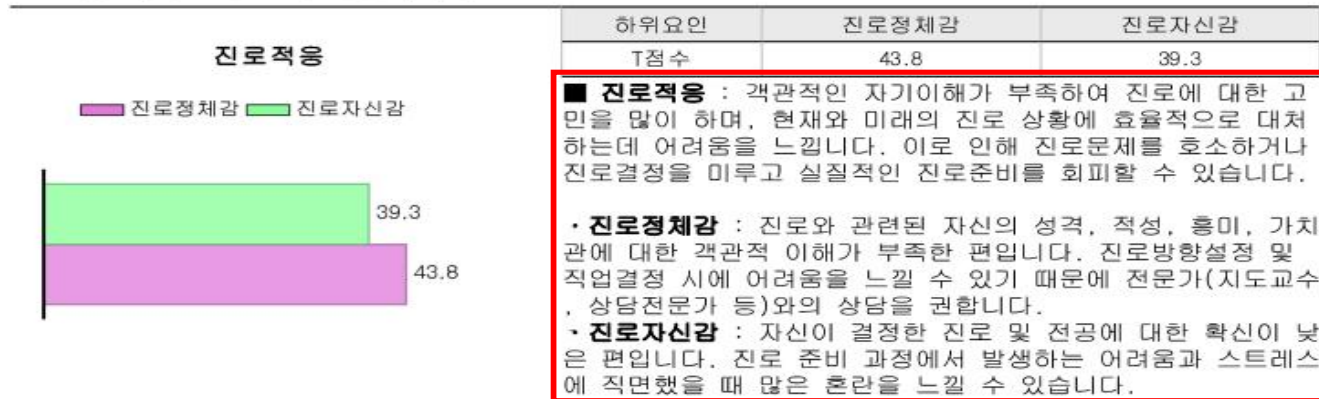 진로적응
진로정체감 진로자신감
39.3
43.8
하위요인 진로정체감 진로자신감
T점수 43.8 39.3
■ 진로적응 : 객관적인 자기이해가 부족하여 진로에 대한 고
민을 많이 하며, 현재와 미래의 진로 상황에 효율적으로 대처
하는데 어려움을 느낍니다. 이로 인해 진로문제를 호소하거나
진로결정을 미루고 실질적인 진로준비를 회피할 수 있습니다.
· 진로정체감 : 진로와 관련된 자신의 성격, 적성, 흥미, 가치
관에 대한 객관적 이해가 부족한 편입니다. 진로방향설정 및
직업결정 시에 어려움을 느낄 수 있기 때문에 전문가(지도교수
, 상담전문가 등)와의 상담을 권합니다.
· 진로자신감 : 자신이 결정한 진로 및 전공에 대한 확신이 낮
은 편입니다. 진로 준비 과정에서 발생하는 어려움과 스트레스
에 직면했을 때 많은 혼란을 느낄 수 있습니다.